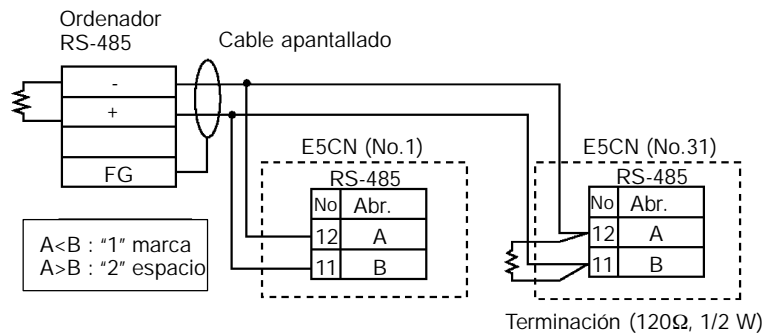 Ordenador
RS-485
Cable apantallado
-
+
FG
E5CN (No.1)
RS-485
No Abr.
12 A
11 B
E5CN (No.31)
RS-485
No Abr.
12 A
11 B
A<B : "1" marca
A>B : "2" espacio
Terminación (120Ω, 1/2 W)